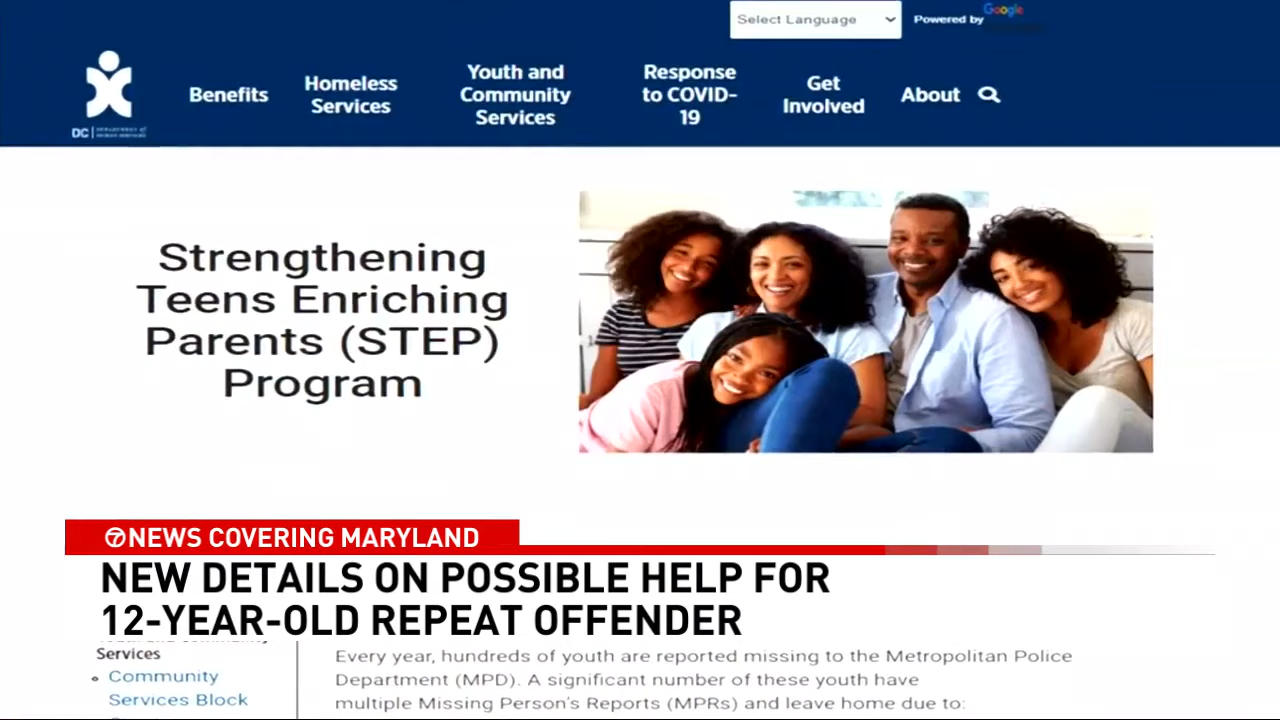 Select Language
Powered by
Google
Benefits
Homeless
Services
Youth and
Community
Services
Response
to COVID-
19
Get
Involved
About
DC
Strengthening
Teens Enriching
Parents (STEP)
Program
7NEWS COVERING MARYLAND
NEW DETAILS ON POSSIBLE HELP FOR
12-YEAR-OLD REPEAT OFFENDER
Services
Community
Services Block
Every year, hundreds of youth are reported missing to the Metropolitan Police
Department (MPD). A significant number of these youth have
multiple Missing Person's Reports (MPRs) and leave home due to: